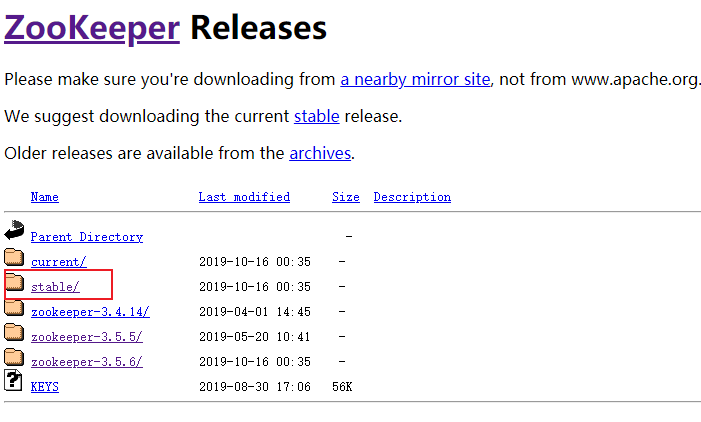 ZooKeeper Releases
Please make sure you're downloading from a nearby mirror site, not from www.apache.org.
We suggest downloading the current stable release.
Older releases are available from the archives.
Name Last modified Size Description
Parent Directory -
current/ 2019-10-16 00:35 -
stable/ 2019-10-16 00:35 -
zookeeper-3.4.14/ 2019-04-01 14:45 -
zookeeper-3.5.5/ 2019-05-20 10:41 -
zookeeper-3.5.6/ 2019-10-16 00:35 -
KEYS 2019-08-30 17:06 56K